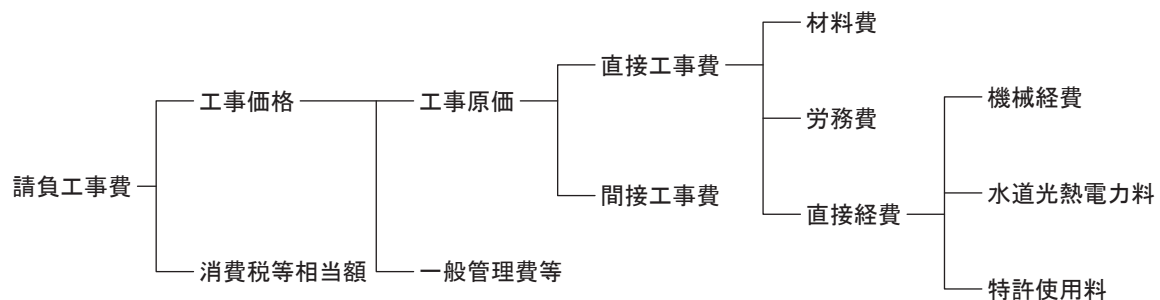 請負工事費
工事価格
消費税等相当額
工事原価
一般管理費等
直接工事費
間接工事費
材料費
労務費
直接経費
機械経費
水道光熱電力料
特許使用料